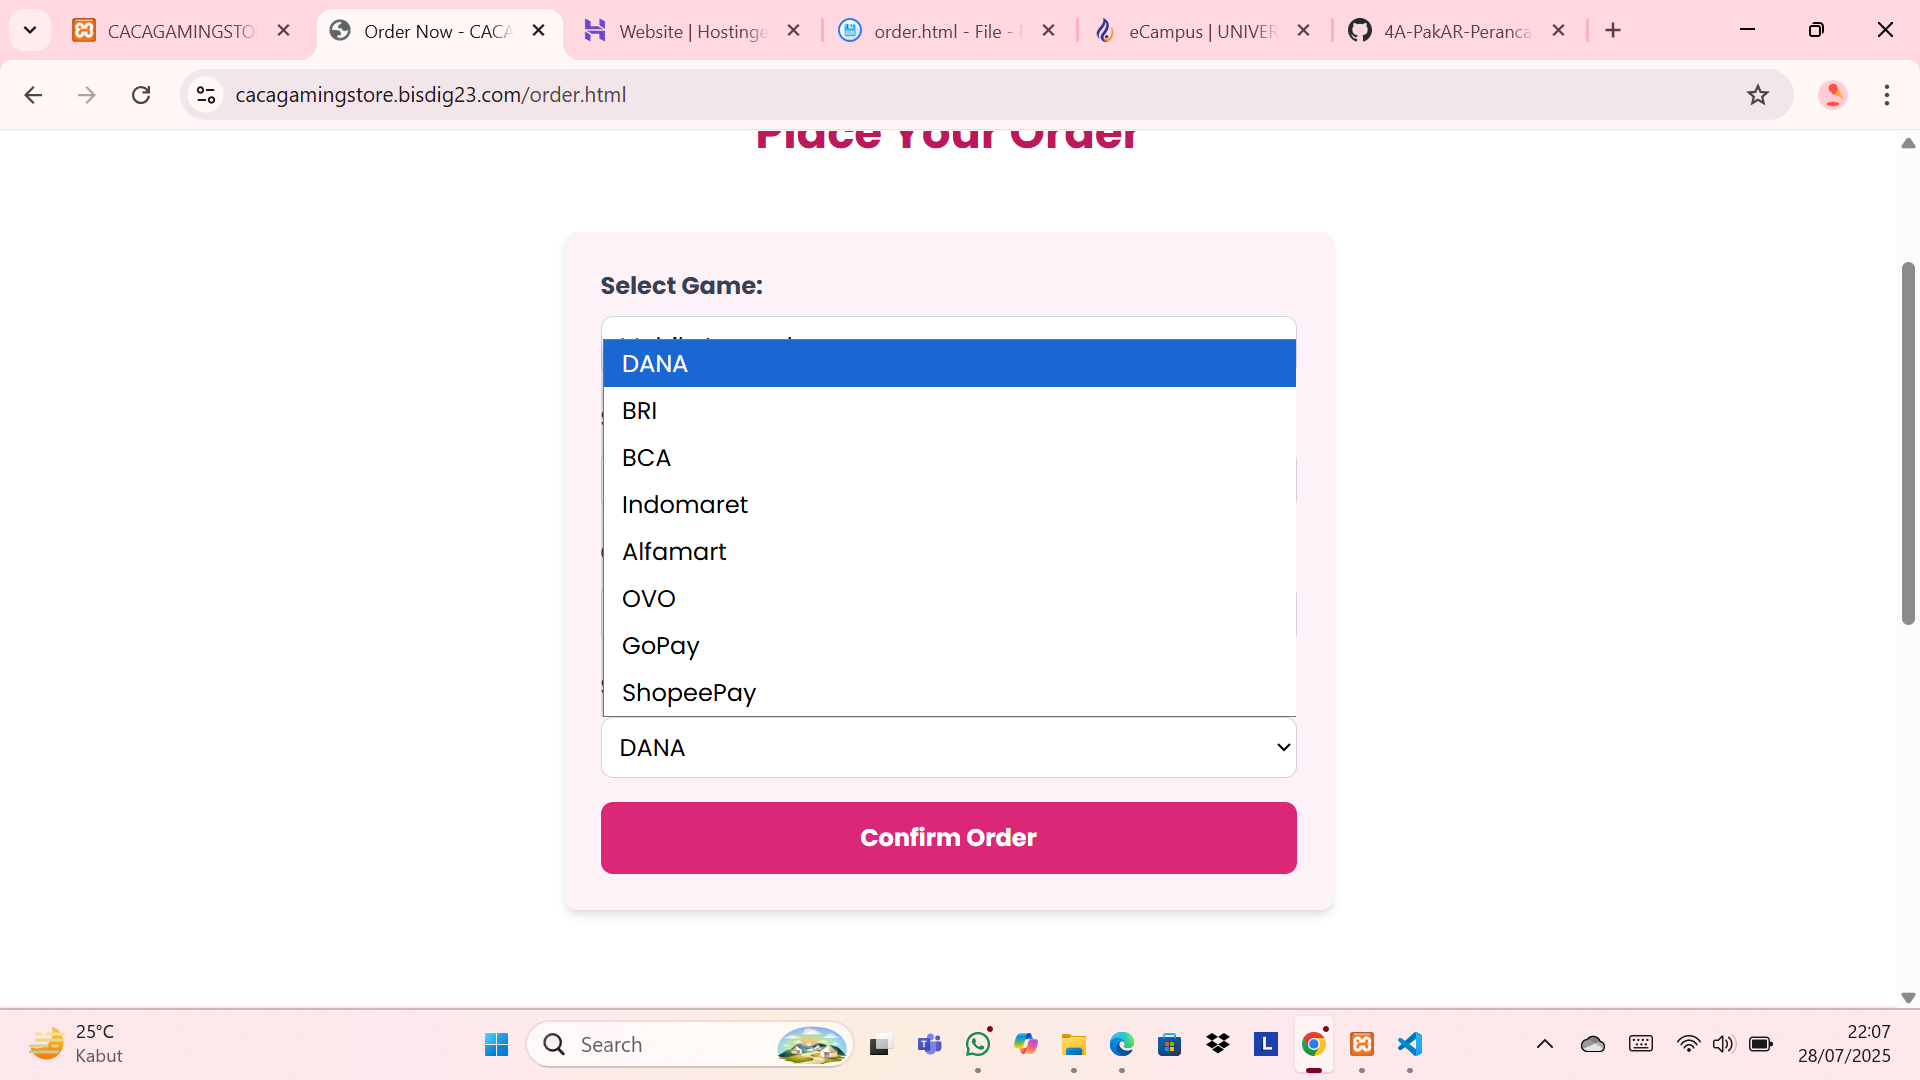 CACAGAMINGSTO
Order Now - CACA
Website | Hostinge
order.html - File -
eCampus | UNIVER
4A-PakAR-Peranca
cacagamingstore.bisdig23.com/order.html
Place Your Order
Select Game:
DANA
BRI
BCA
Indomaret
Alfamart
OVO
GoPay
ShopeePay
DANA
Confirm Order
25°C
Kabut
Search
22:07
28/07/2025